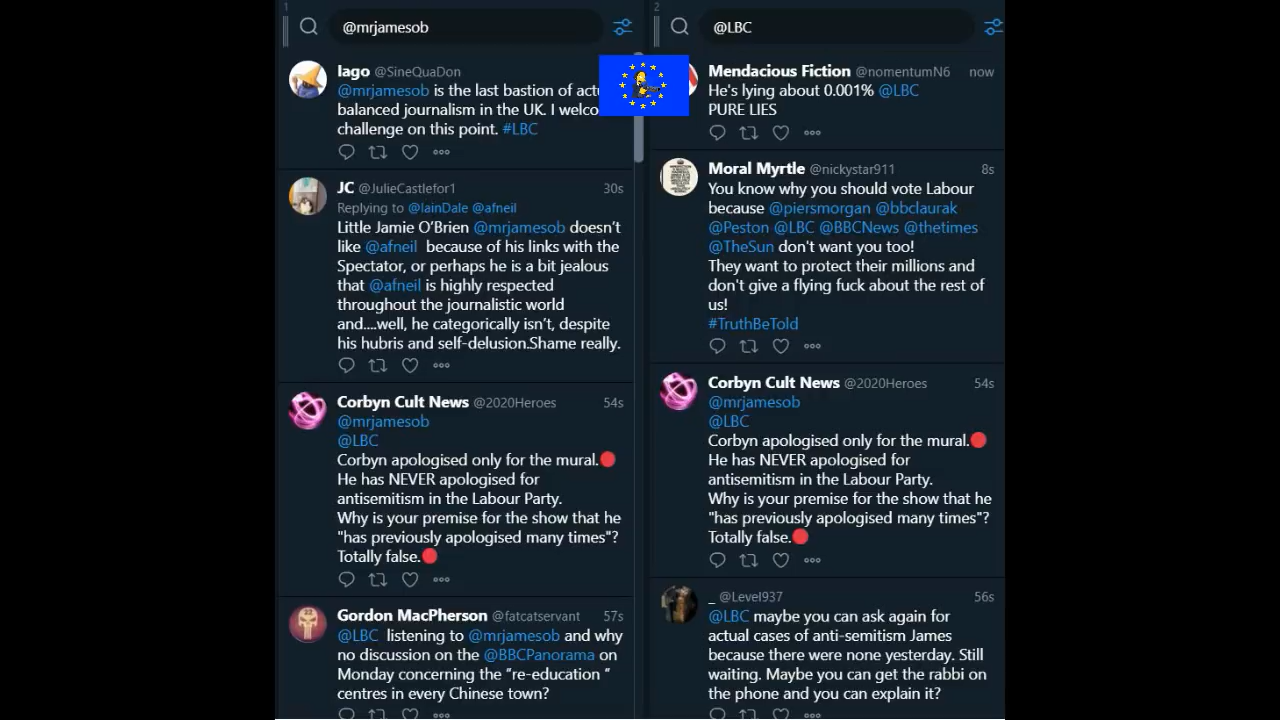 1
@mrjamesob
Iago @SineQuaDon
@mrjamesob is the last bastion of
balanced journalism in the UK. I
challenge on this point. #LBC
JC @JulieCastlefor1 30s
Replying to @IainDale @afneil
Little Jamie O'Brien @mrjamesob doesn't
like @afneil because of his links with the
Spectator, or perhaps he is a bit jealous
that @afneil is highly respected
throughout the journalistic world
and....well, he categorically isn't, despite
his hubris and self-delusion.Shame really.
Corbyn Cult News @2020Heroes 54s
@mrjamesob
@LBC
Corbyn apologised only for the mural.
He has NEVER apologised for
antisemitism in the Labour Party.
Why is your premise for the show that he
"has previously apologised many times"?
Totally false.
Gordon MacPherson @fatcatservant 57s
@LBC listening to @mrjamesob and why
no discussion on the @BBCPanorama on
Monday concerning the "re-education "
centres in every Chinese town?
2
@LBC
Mendacious Fiction @nomentumN6 now
He's lying about 0.001% @LBC
PURE LIES
Moral Myrtle @nickystar911 8s
You know why you should vote Labour
because @piersmorgan @bbclaurak
@Peston @LBC @BBCNews @thetimes
@TheSun don't want you too!
They want to protect their millions and
don't give a flying fuck about the rest of
us!
#TruthBeTold
Corbyn Cult News @2020Heroes 54s
@mrjamesob
@LBC
Corbyn apologised only for the mural.
He has NEVER apologised for
antisemitism in the Labour Party.
Why is your premise for the show that he
"has previously apologised many times"?
Totally false.
_ @Level937 56s
@LBC maybe you can ask again for
actual cases of anti-semitism James
because there were none yesterday. Still
waiting. Maybe you can get the rabbi on
the phone and you can explain it?